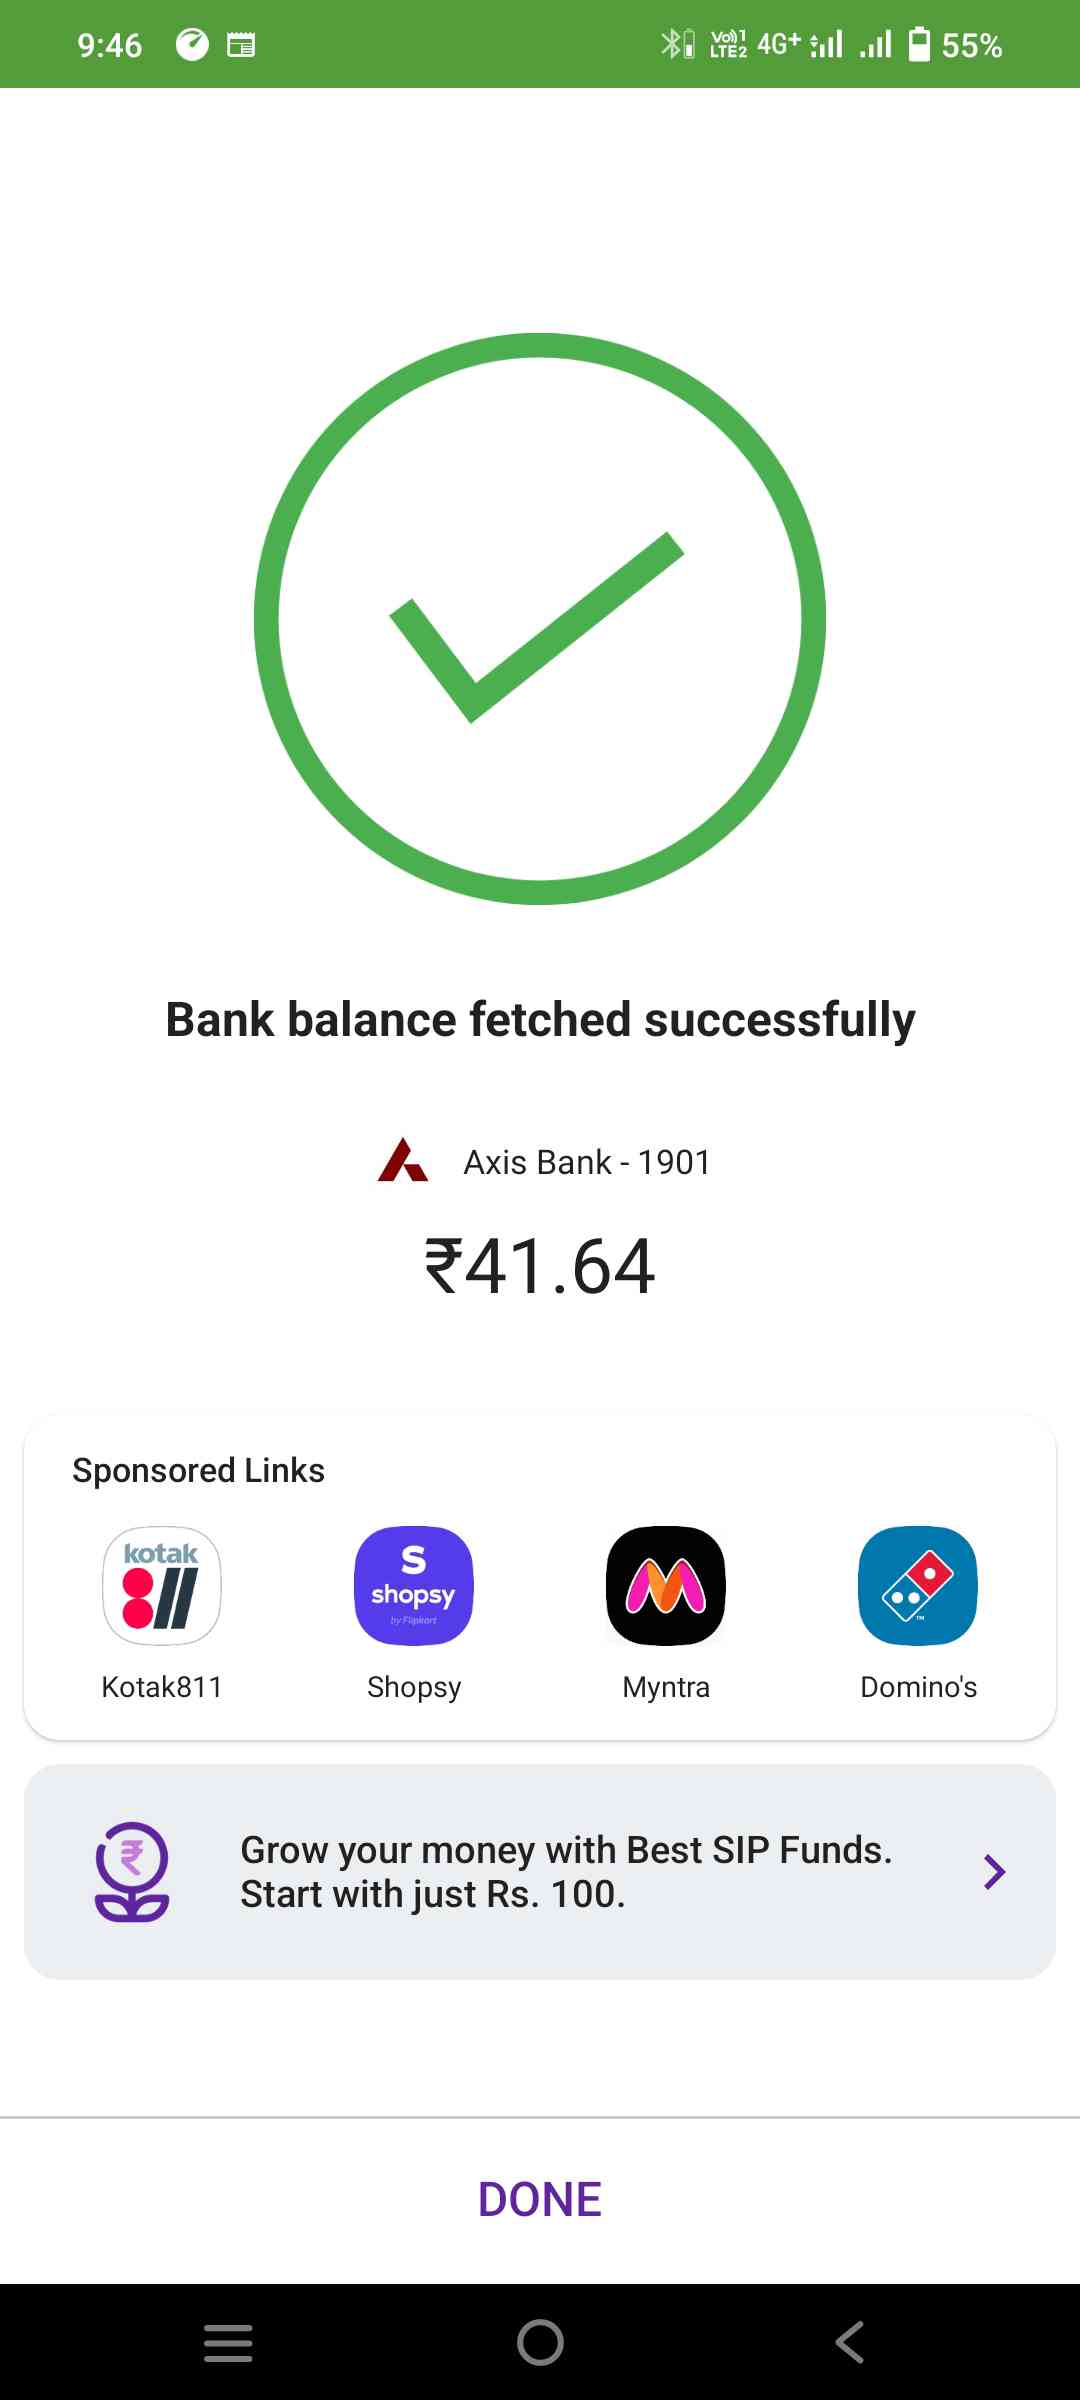 9:46
Vo)) 1
LTE2
4G+
55%
Bank balance fetched successfully
Axis Bank - 1901
₹41.64
Sponsored Links
kotak
811
S
shopsy
by Flipkart
Kotak811
Shopsy
Myntra
Domino's
₹
Grow your money with Best SIP Funds.
Start with just Rs. 100.
DONE